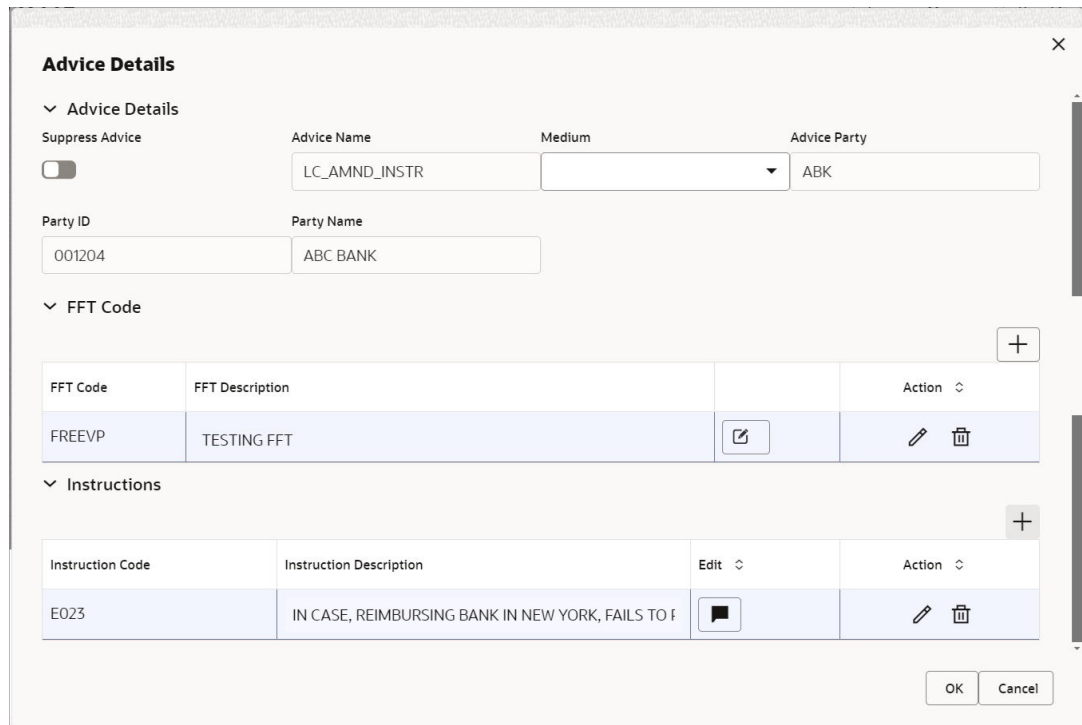 Advice Details
Advice Details
Suppress Advice Advice Name Medium Advice Party
LC_AMND_INSTR ABK
Party ID Party Name
001204 ABC BANK
FFT Code
FFT Code FFT Description Action
FREEVP TESTING FFT
Instructions
Instruction Code Instruction Description Edit Action
E023 IN CASE, REIMBURSING BANK IN NEW YORK, FAILS TO
OK Cancel